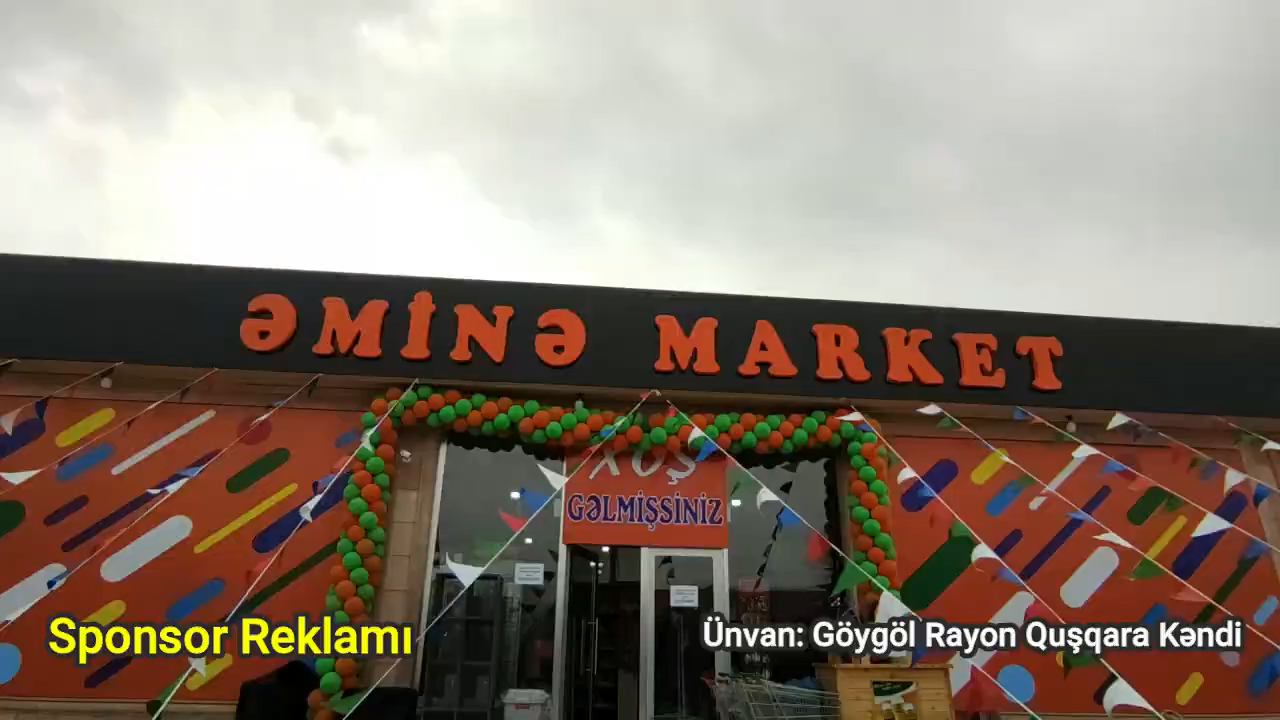 ƏMİNƏ MARKET
XOŞ
GƏLMİŞSİNİZ
Sponsor Reklamı
Ünvan: Göygöl Rayon Quşqara Kəndi